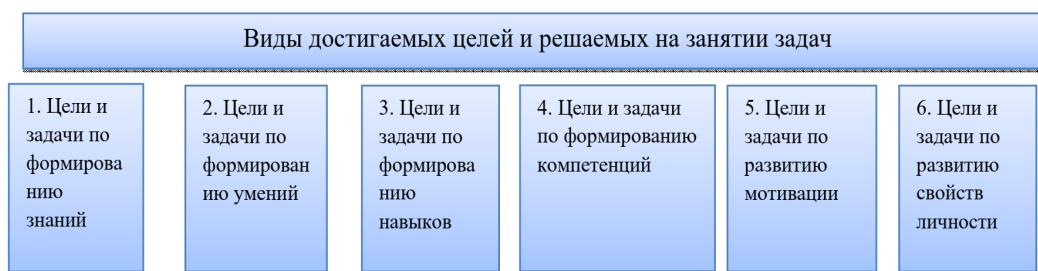 Виды достигаемых целей и решаемых на занятии задач
1. Цели и
задачи по
формирова
нию
знаний
2. Цели и
задачи по
формирован
ию умений
3. Цели и
задачи по
формирова
нию
навыков
4. Цели и задачи
по формированию
компетенций
5. Цели и
задачи по
развитию
мотивации
6. Цели и
задачи по
развитию
свойств
личности